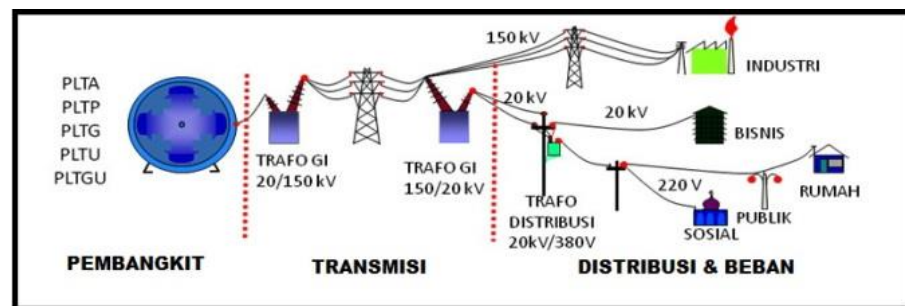 PLTA
PLTP
PLTG
PLTU
PLTGU
TRAFO GI
20/150 kV
TRAFO GI
150/20 kV
150 kV
INDUSTRI
20 kV
20 kV
BISNIS
TRAFO
DISTRIBUSI
20kV/380V
220 V
SOSIAL
PUBLIK
RUMAH
PEMBANGKIT
TRANSMISI
DISTRIBUSI & BEBAN